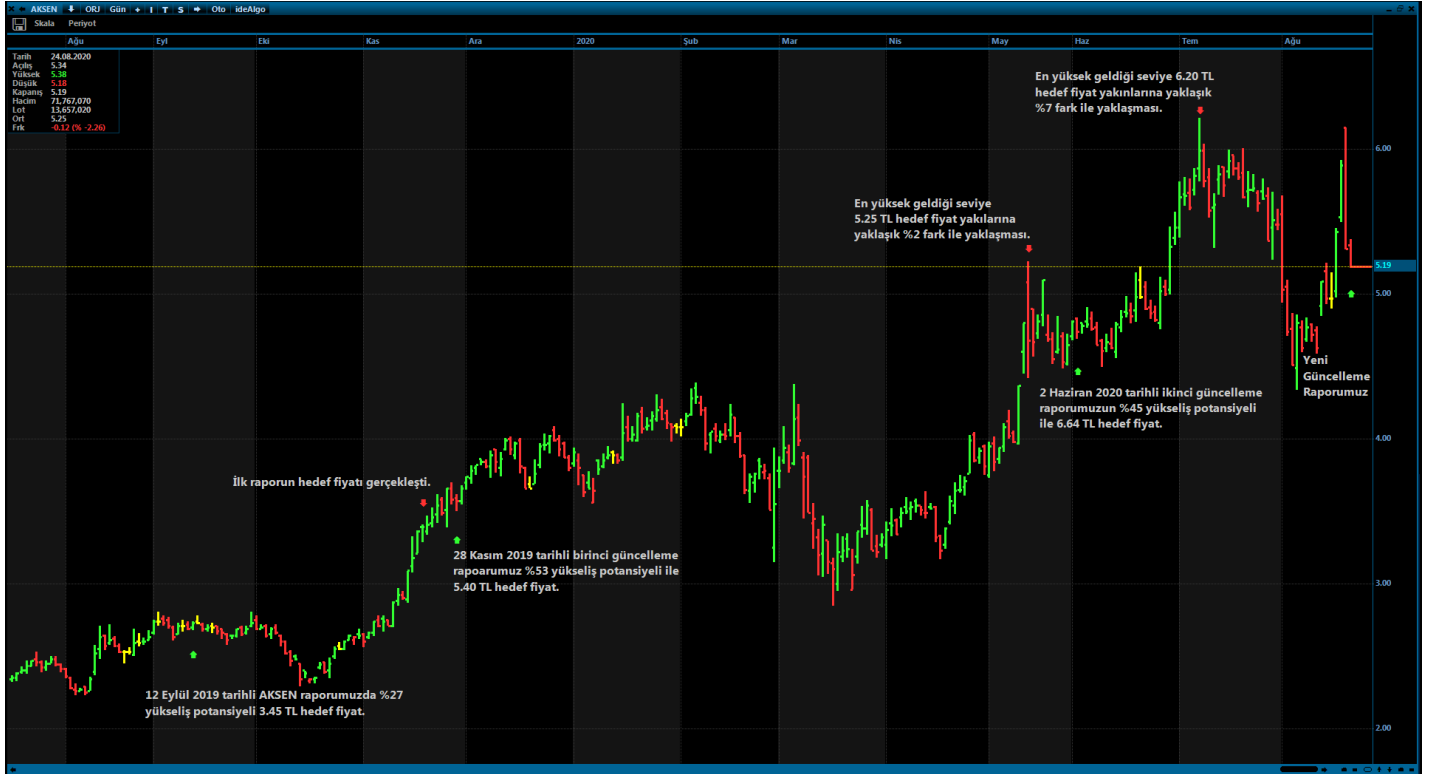 AKSEN ORJ Gün + I T S Oto ideAlgo
Skala Periyot
Ağu Eyl Eki Kas Ara 2020 Şub Mar Nis May Haz Tem Ağu
Tarih 24.08.2020
Açılış 5.34
Yüksek 5.38
Düşük 5.18
Kapanış 5.19
Hacim 71,767,070
Lot 13,657,020
Ort 5.25
Frk -0.12 (% -2,26)
En yüksek geldiği seviye 6.20 TL
hedef fiyat yakınlarına yaklaşık
%7 fark ile yaklaşması.
6.00
En yüksek geldiği seviye
5.25 TL hedef fiyat yakılarına
yaklaşık %2 fark ile yaklaşması.
5.19
5.00
Yeni
Güncelleme
Raporumuz
2 Haziran 2020 tarihli ikinci güncelleme
raporumuzun %45 yükseliş potansiyeli
ile 6.64 TL hedef fiyat.
4.00
İlk raporun hedef fiyatı gerçekleşti.
28 Kasım 2019 tarihli birinci güncelleme
rapoarumuz %53 yükseliş potansiyeli ile
5.40 TL hedef fiyat.
3.00
12 Eylül 2019 tarihli AKSEN raporumuzda %27
yükseliş potansiyeli 3.45 TL hedef fiyat.
2.00